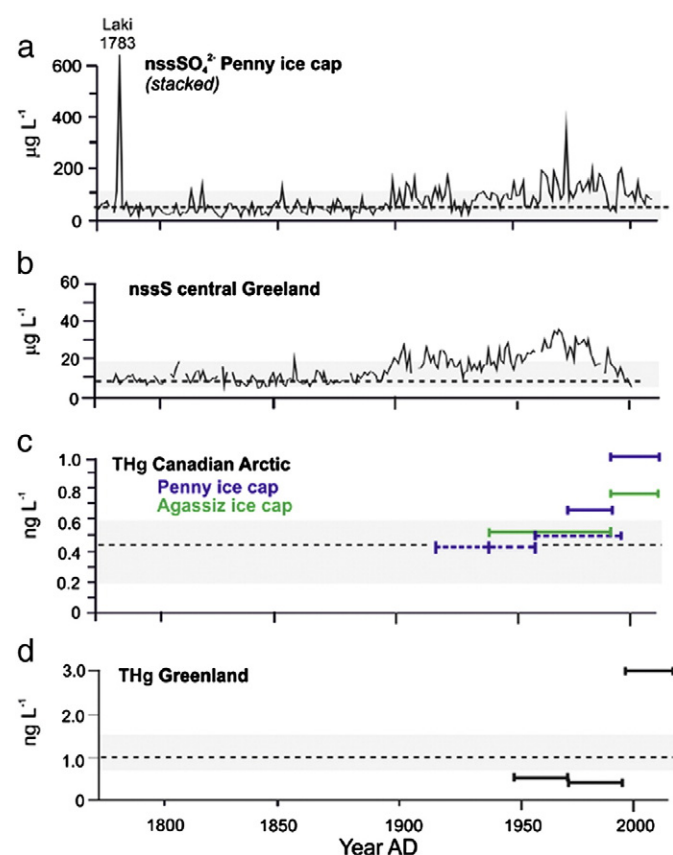 Laki
1783
a
nssSO₄²⁻ Penny ice cap
(stacked)
600
400
200
0
µg L⁻¹
b
nssS central Greeland
60
40
20
0
µg L⁻¹
c
THg Canadian Arctic
Penny ice cap
Agassiz ice cap
1.0
0.8
0.6
0.4
0.2
0
ng L⁻¹
d
THg Greenland
3.0
2.0
1.0
0
ng L⁻¹
1800 1850 1900 1950 2000
Year AD